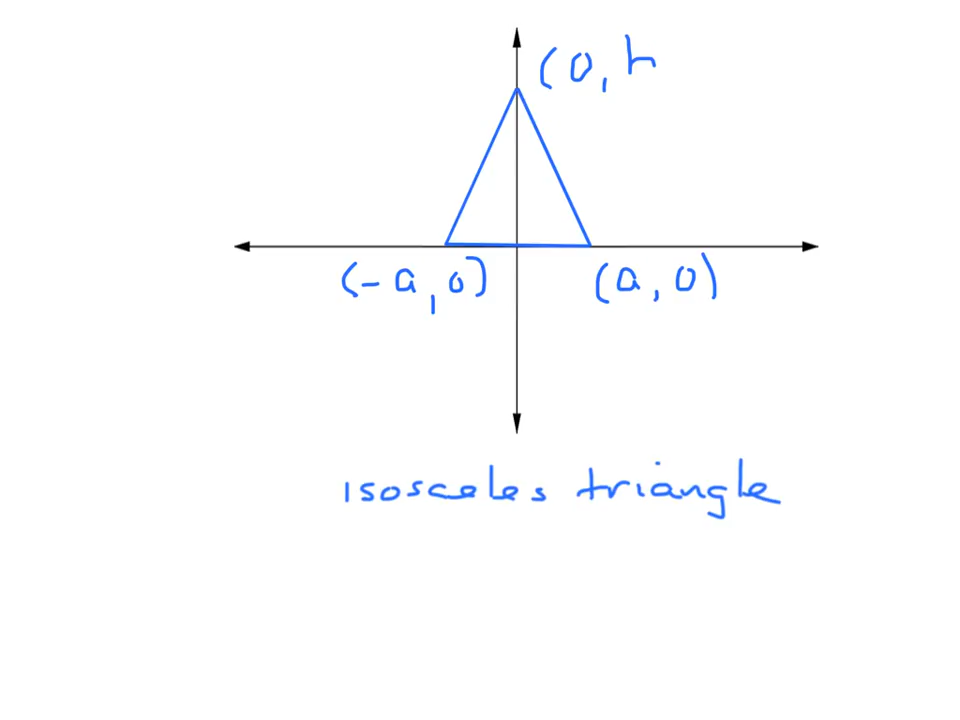 (0, h
(-a, 0) (a, 0)
isosceles triangle